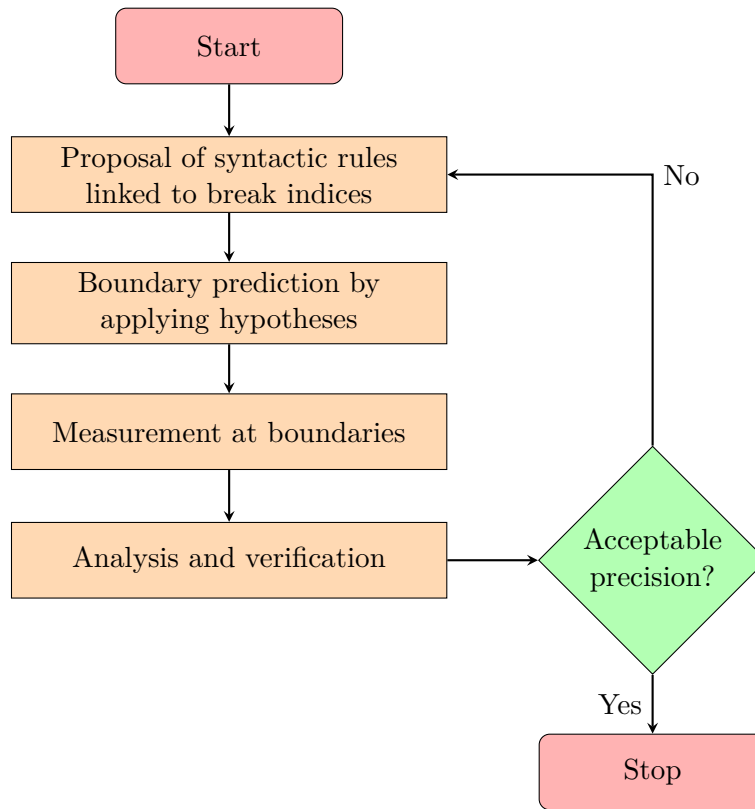 Start
Proposal of syntactic rules
linked to break indices
No
Boundary prediction by
applying hypotheses
Measurement at boundaries
Analysis and verification
Acceptable
precision?
Yes
Stop